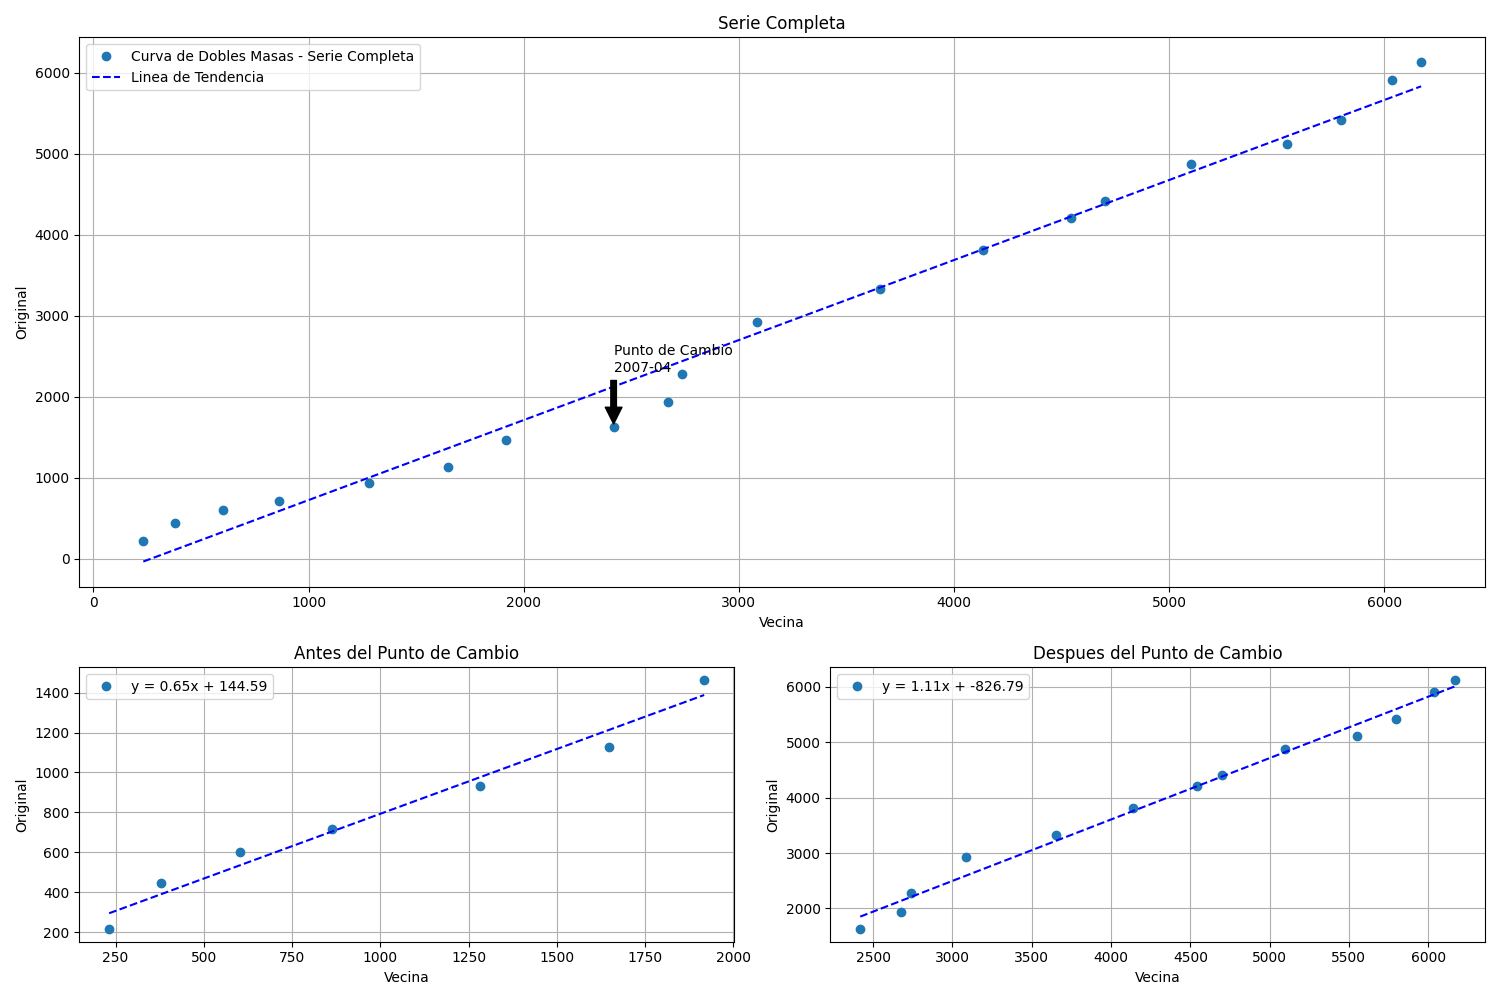 Serie Completa
Curva de Dobles Masas - Serie Completa
Linea de Tendencia
6000
5000
4000
3000
2000
1000
0
Original
Punto de Cambio
2007-04
0 1000 2000 3000 4000 5000 6000
Vecina
Antes del Punto de Cambio
y = 0.65x + 144.59
1400
1200
1000
800
600
400
200
Original
250 500 750 1000 1250 1500 1750 2000
Vecina
Despues del Punto de Cambio
y = 1.11x + -826.79
6000
5000
4000
3000
2000
Original
2500 3000 3500 4000 4500 5000 5500 6000
Vecina